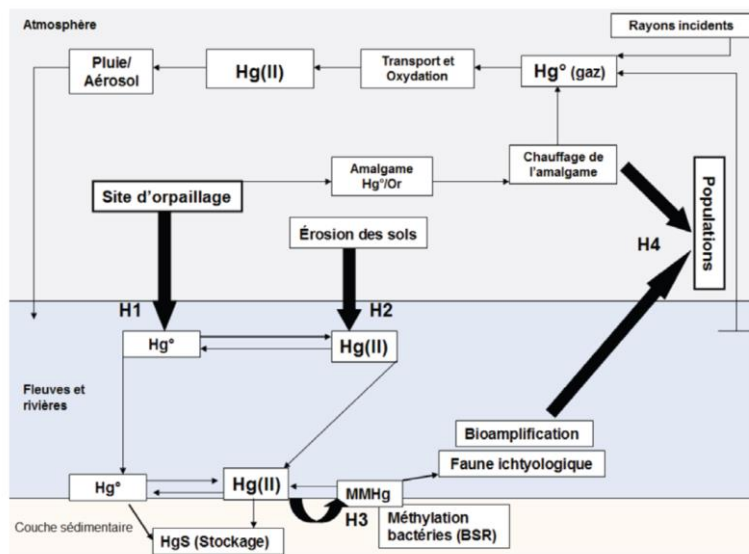 Atmosphère
Rayons incidents
Pluie/
Aérosol
Hg(II)
Transport et
Oxydation
Hg° (gaz)
Amalgame
Hg°/Or
Chauffage de
l'amalgame
Site d'orpaillage
Érosion des sols
Populations
H4
H1
H2
Hg°
Hg(II)
Fleuves et
rivières
Bioamplification
Faune ichtyologique
Hg°
Hg(II)
MMHg
H3
Méthylation
bactéries (BSR)
Couche sédimentaire
HgS (Stockage)